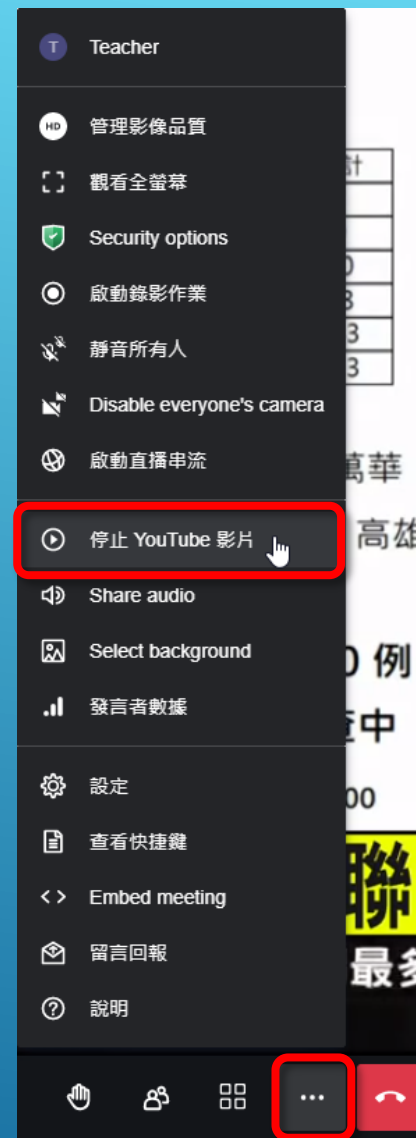 T Teacher
HD 管理影像品質
觀看全螢幕
Security options
啟動錄影作業
靜音所有人
Disable everyone's camera
啟動直播串流
停止 YouTube 影片
Share audio
Select background
發言者數據
設定
查看快捷鍵
Embed meeting
留言回報
說明
計
0
3
3
3
萬華
高雄
0 例
查中
00
聯
最多